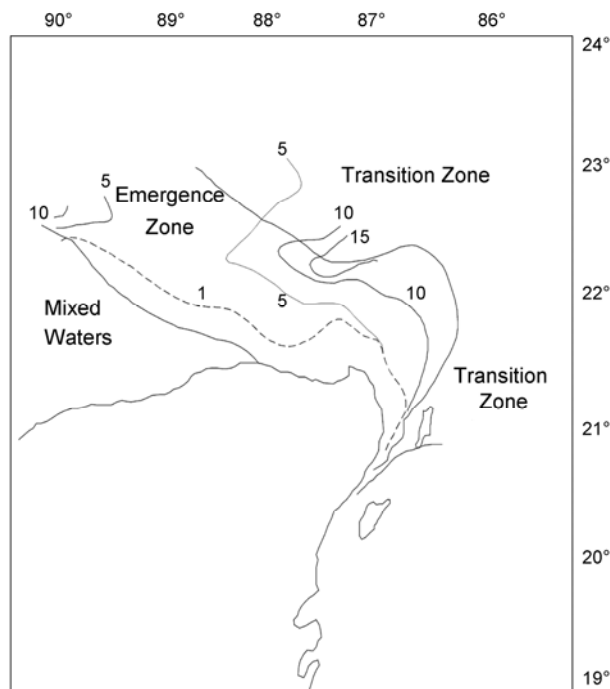 90° 89° 88° 87° 86°
24°
5
23°
Transition Zone
5
Emergence
Zone
10
10
15
22°
1
5
10
Mixed
Waters
Transition
Zone
21°
20°
19°